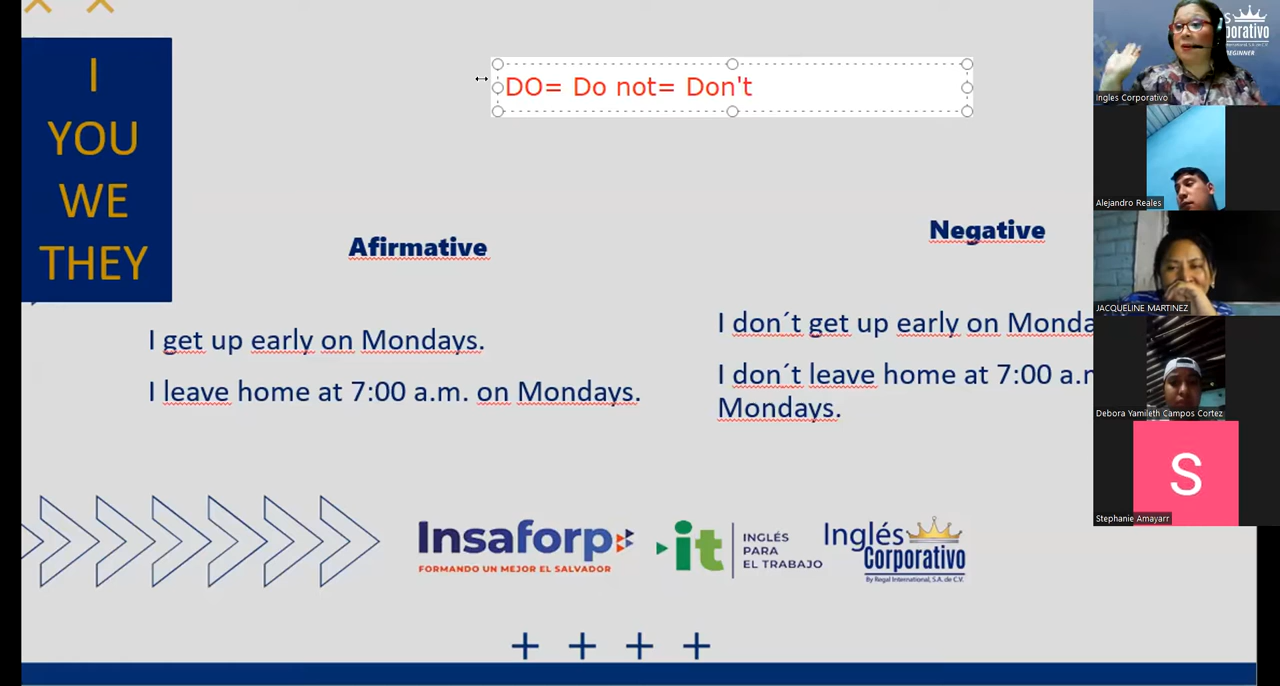 I
YOU
WE
THEY
DO= Do not= Don't
Afirmative
I get up early on Mondays.
I leave home at 7:00 a.m. on Mondays.
Negative
I don´t get up early on Monda
I don´t leave home at 7:00 a.m
Mondays.
Insaforp
FORMANDO UN MEJOR EL SALVADOR
it
INGLÉS
PARA
EL TRABAJO
Inglés
Corporativo
By Regal International, S.A. de C.V.
Ingles Corporativo
Alejandro Reales
JACQUELINE MARTINEZ
Debora Yamileth Campos Cortez
S
Stephanie Amayarr